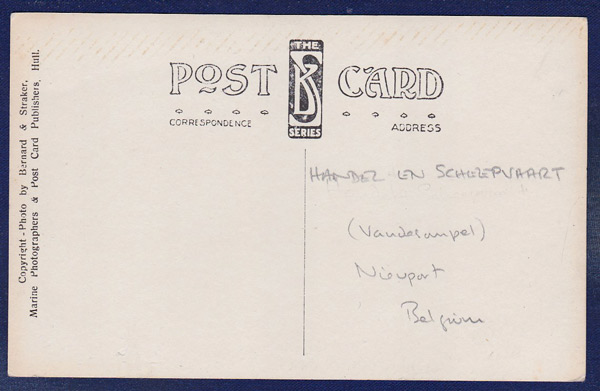 Copyright - Photo by Bernard & Straker,
Marine Photographers & Post Card Publishers, Hull.
THE
SERIES
POST CARD
CORRESPONDENCE
ADDRESS
HANDEL EN SCHEEPVAART
Nieuport
Belgium